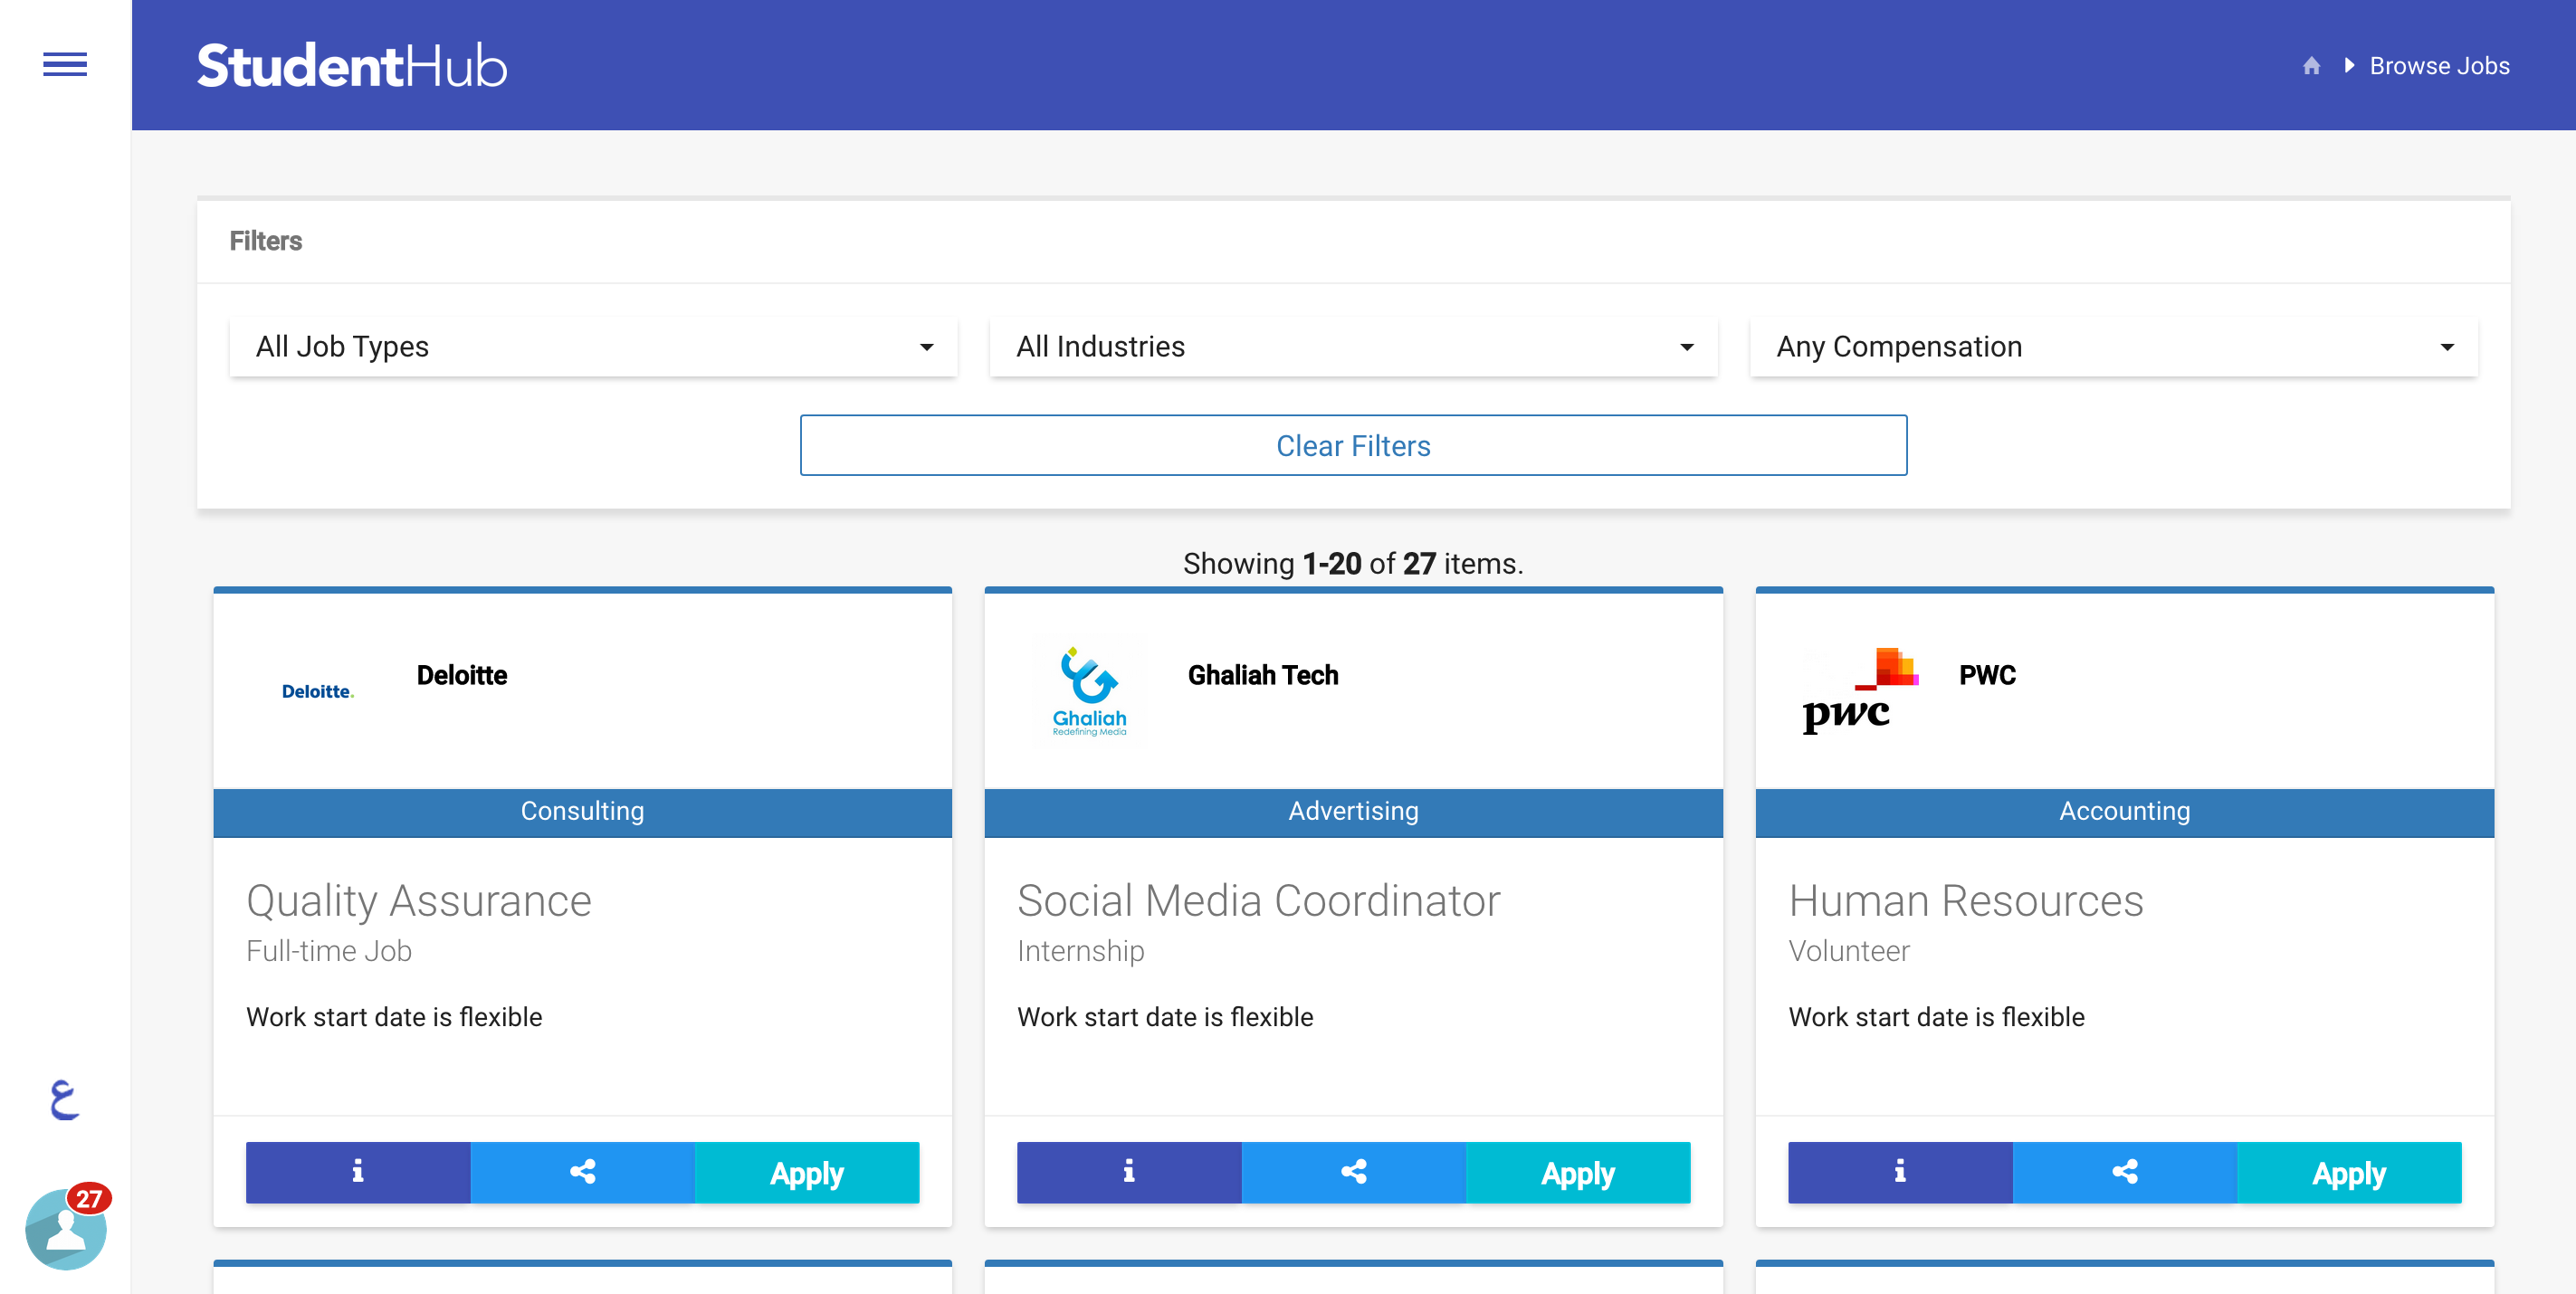 StudentHub
Browse Jobs
Filters
All Job Types
All Industries
Any Compensation
Clear Filters
Showing 1-20 of 27 items.
Deloitte.
Deloitte
Ghaliah
Redefining Media
Ghaliah Tech
pwc
PWC
Consulting
Advertising
Accounting
Quality Assurance
Full-time Job
Work start date is flexible
Social Media Coordinator
Internship
Work start date is flexible
Human Resources
Volunteer
Work start date is flexible
Apply
Apply
Apply
ع
27